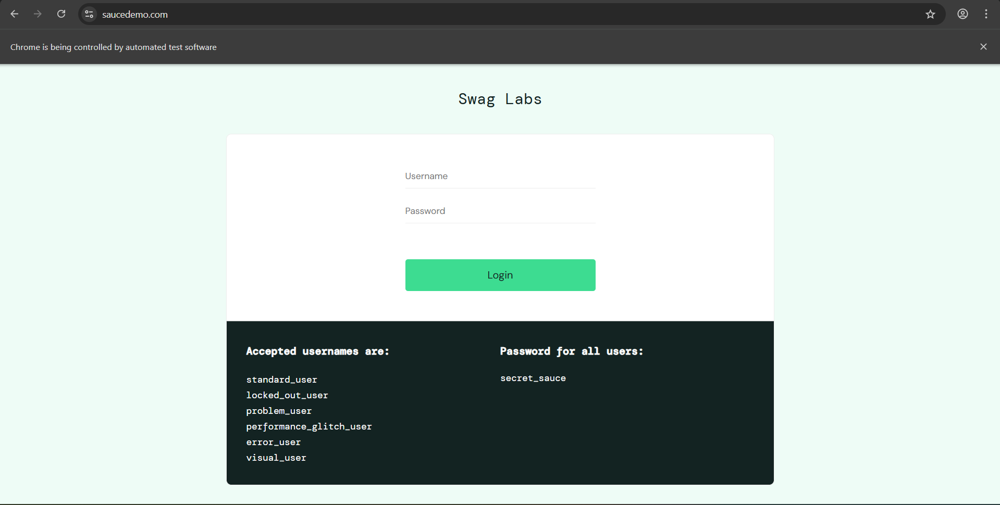 saucedemo.com
Chrome is being controlled by automated test software
Swag Labs
Username
Password
Login
Accepted usernames are:
standard_user
locked_out_user
problem_user
performance_glitch_user
error_user
visual_user
Password for all users:
secret_sauce